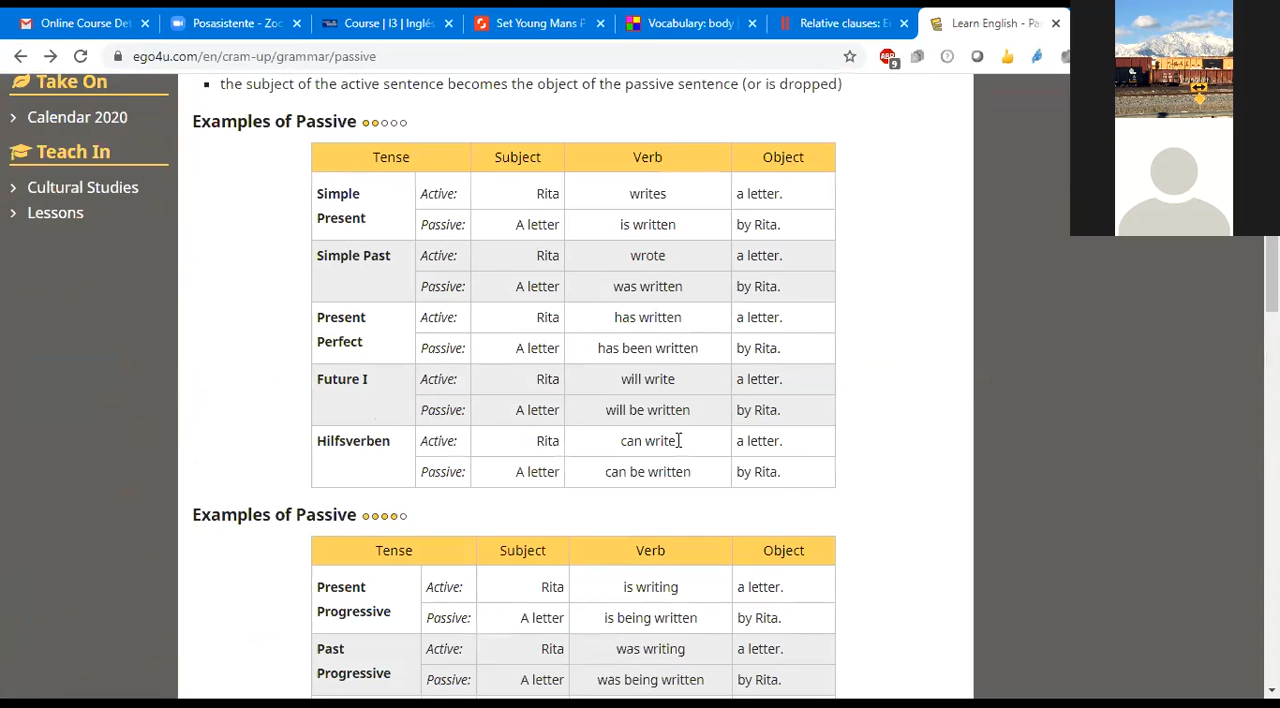 Online Course Det
Posasistente - Zoc
Course | I3 | Inglés
Set Young Mans P
Vocabulary: body
Relative clauses: E
Learn English - Pa
ego4u.com/en/cram-up/grammar/passive
9
Take On
Calendar 2020
Teach In
Cultural Studies
Lessons
the subject of the active sentence becomes the object of the passive sentence (or is dropped)
Examples of Passive
Tense Subject Verb Object
Simple Present Active: Rita writes a letter.
Passive: A letter is written by Rita.
Simple Past Active: Rita wrote a letter.
Passive: A letter was written by Rita.
Present Perfect Active: Rita has written a letter.
Passive: A letter has been written by Rita.
Future I Active: Rita will write a letter.
Passive: A letter will be written by Rita.
Hilfsverben Active: Rita can write a letter.
Passive: A letter can be written by Rita.
Examples of Passive
Tense Subject Verb Object
Present Progressive Active: Rita is writing a letter.
Passive: A letter is being written by Rita.
Past Progressive Active: Rita was writing a letter.
Passive: A letter was being written by Rita.